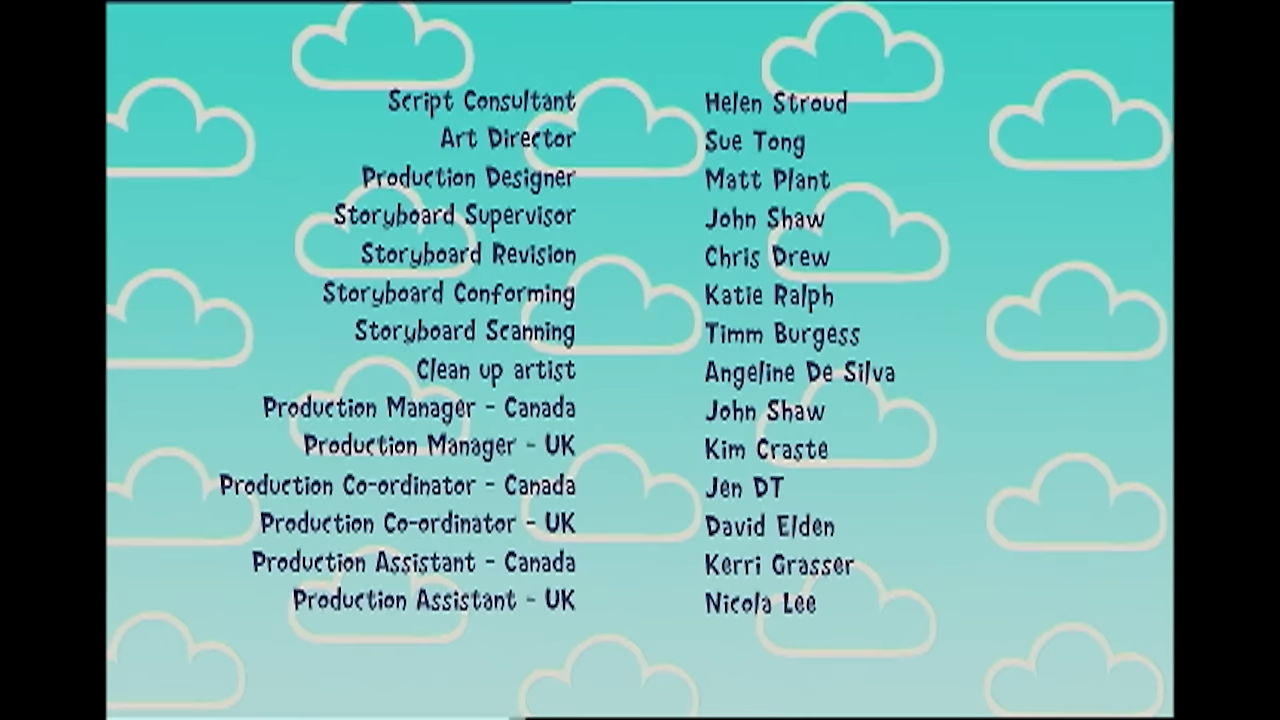 Script Consultant Helen Stroud
Art Director Sue Tong
Production Designer Matt Plant
Storyboard Supervisor John Shaw
Storyboard Revision Chris Drew
Storyboard Conforming Katie Ralph
Storyboard Scanning Timm Burgess
Clean up artist Angeline De Silva
Production Manager - Canada John Shaw
Production Manager - UK Kim Craste
Production Co-ordinator - Canada Jen DT
Production Co-ordinator - UK David Elden
Production Assistant - Canada Kerri Grasser
Production Assistant - UK Nicola Lee